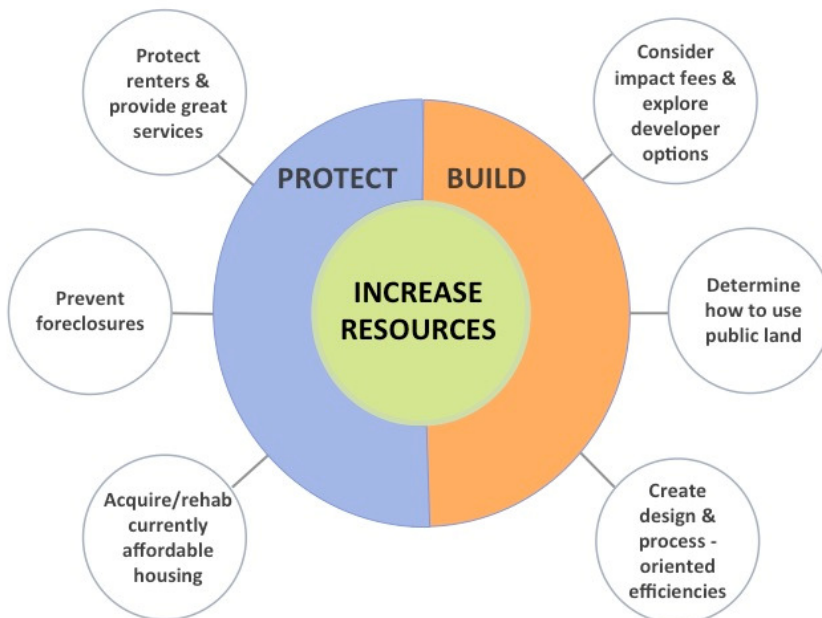 Protect
renters &
provide great
services
Consider
impact fees &
explore
developer
options
PROTECT
BUILD
Prevent
foreclosures
INCREASE
RESOURCES
Determine
how to use
public land
Acquire/rehab
currently
affordable
housing
Create
design &
process -
oriented
efficiencies